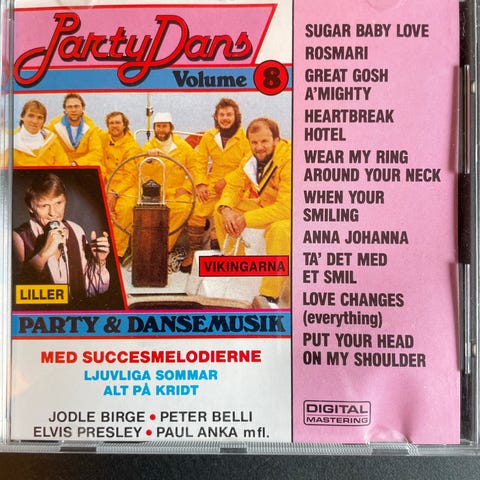 Party Dans
Volume 8
LILLER
VIKINGARNA
PARTY & DANSEMUSIK
MED SUCCESMELODIERNE
LJUVLIGA SOMMAR
ALT PÅ KRIDT
JODLE BIRGE • PETER BELLI
ELVIS PRESLEY • PAUL ANKA mfl.
SUGAR BABY LOVE
ROSMARI
GREAT GOSH
A'MIGHTY
HEARTBREAK
HOTEL
WEAR MY RING
AROUND YOUR NECK
WHEN YOUR
SMILING
ANNA JOHANNA
TA' DET MED
ET SMIL
LOVE CHANGES
(everything)
PUT YOUR HEAD
ON MY SHOULDER
DIGITAL
MASTERING